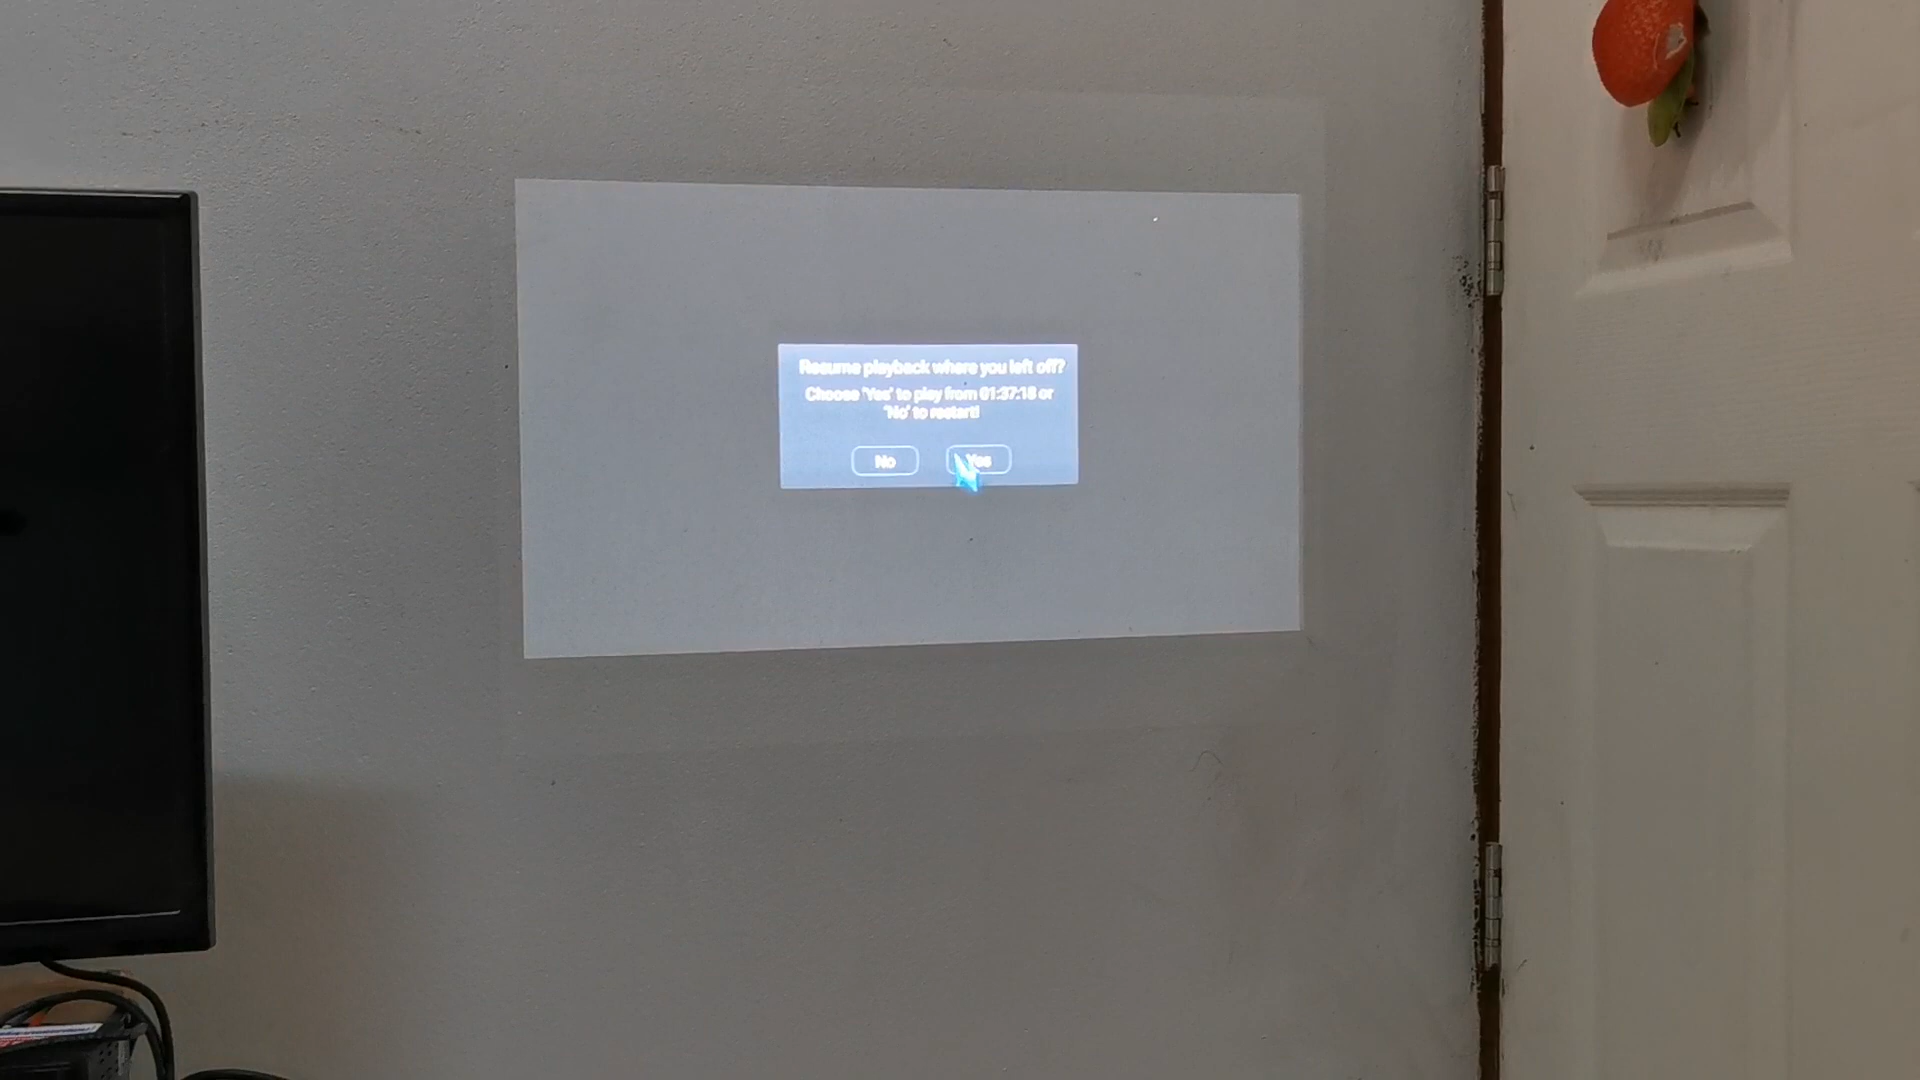 Resume playback where you left off?
Choose 'Yes' to play from 01:37:18 or
'No' to restart!
No
Yes